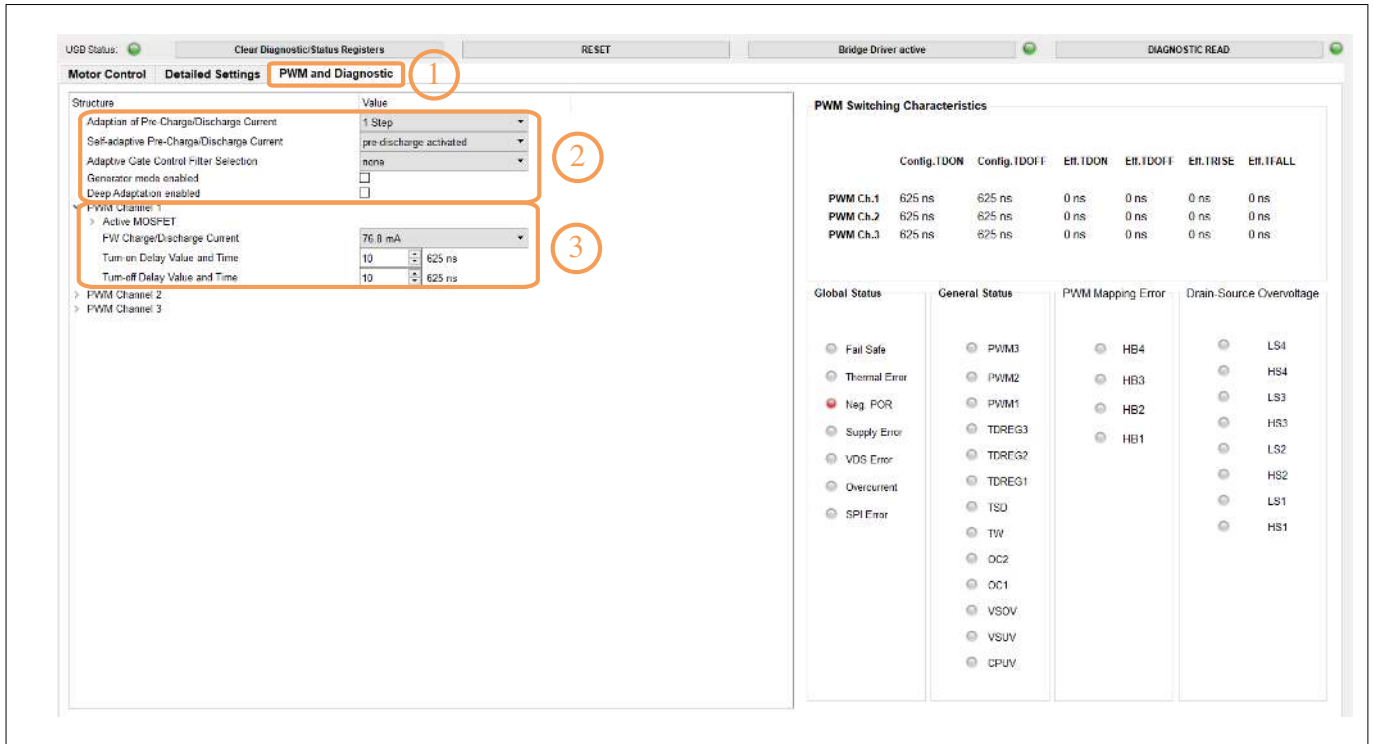 USB Status: Clear Diagnostic/Status Registers RESET Bridge Driver active DIAGNOSTIC READ
Motor Control Detailed Settings PWM and Diagnostic 1
Structure Value
Adaption of Pre-Charge/Discharge Current 1 Step
Self-adaptive Pre-Charge/Discharge Current pre-discharge activated
Adaptive Gate Control Filter Selection none
Generator mode enabled
Deep Adaptation enabled
2
PWM Channel 1
> Active MOSFET
FW Charge/Discharge Current 76.8 mA
Turn-on Delay Value and Time 10 625 ns
Turn-off Delay Value and Time 10 625 ns
3
> PWM Channel 2
> PWM Channel 3
PWM Switching Characteristics
Config.TDON Config.TDOFF Eff.TDON Eff.TDOFF Eff.TRISE Eff.TFALL
PWM Ch.1 625 ns 625 ns 0 ns 0 ns 0 ns 0 ns
PWM Ch.2 625 ns 625 ns 0 ns 0 ns 0 ns 0 ns
PWM Ch.3 625 ns 625 ns 0 ns 0 ns 0 ns 0 ns
Global Status
Fail Safe
Thermal Error
Neg. POR
Supply Error
VDS Error
Overcurrent
SPI Error
General Status
PWM3
PWM2
PWM1
TDREG3
TDREG2
TDREG1
TSD
TW
OC2
OC1
VSOV
VSUV
CPUV
PWM Mapping Error
HB4
HB3
HB2
HB1
Drain-Source Overvoltage
LS4
HS4
LS3
HS3
LS2
HS2
LS1
HS1